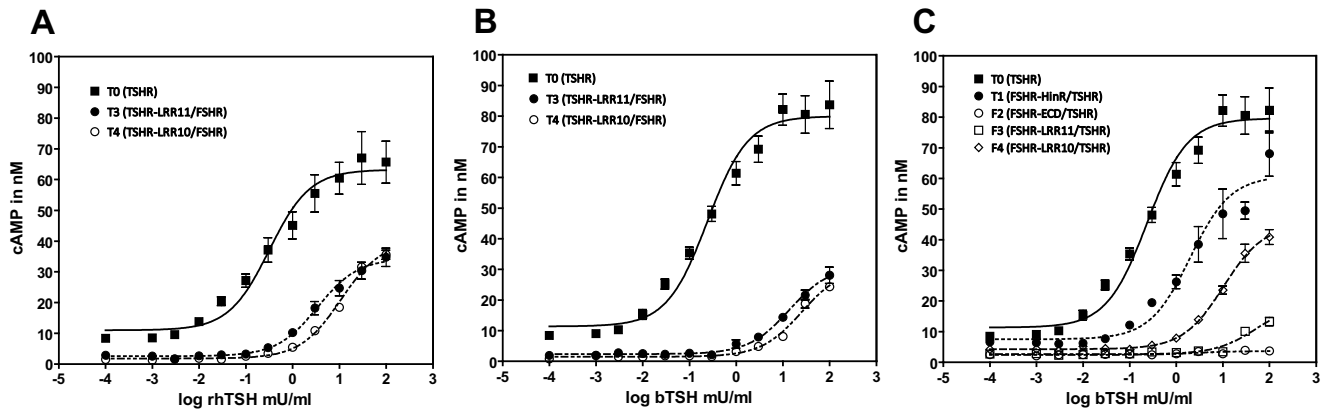 A
100
90
80
70
60
50
40
30
20
10
0
cAMP in nM
T0 (TSHR)
T3 (TSHR-LRR11/FSHR)
T4 (TSHR-LRR10/FSHR)
-5 -4 -3 -2 -1 0 1 2 3
log rhTSH mU/ml
B
100
90
80
70
60
50
40
30
20
10
0
cAMP in nM
T0 (TSHR)
T3 (TSHR-LRR11/FSHR)
T4 (TSHR-LRR10/FSHR)
-5 -4 -3 -2 -1 0 1 2 3
log bTSH mU/ml
C
100
90
80
70
60
50
40
30
20
10
0
cAMP in nM
T0 (TSHR)
T1 (FSHR-HinR/TSHR)
F2 (FSHR-ECD/TSHR)
F3 (FSHR-LRR11/TSHR)
F4 (FSHR-LRR10/TSHR)
-5 -4 -3 -2 -1 0 1 2 3
log bTSH mU/ml